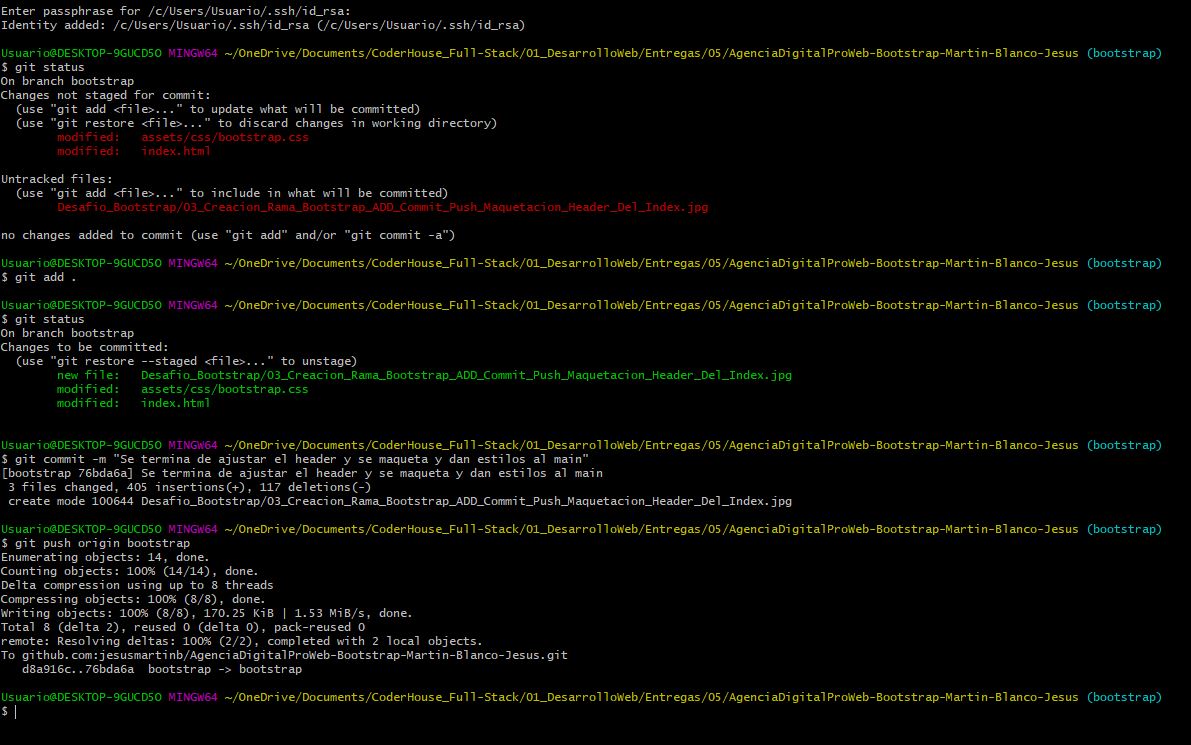 Enter passphrase for /c/Users/Usuario/.ssh/id_rsa:
Identity added: /c/Users/Usuario/.ssh/id_rsa (/c/Users/Usuario/.ssh/id_rsa)
Usuario@DESKTOP-9GUCD5O MINGW64 ~/OneDrive/Documents/CoderHouse_Full-Stack/01_DesarrolloWeb/Entregas/05/AgenciaDigitalProWeb-Bootstrap-Martin-Blanco-Jesus (bootstrap)
$ git status
On branch bootstrap
Changes not staged for commit:
  (use "git add <file>..." to update what will be committed)
  (use "git restore <file>..." to discard changes in working directory)
        modified:   assets/css/bootstrap.css
        modified:   index.html
Untracked files:
  (use "git add <file>..." to include in what will be committed)
        Desafio_Bootstrap/03_Creacion_Rama_Bootstrap_ADD_Commit_Push_Maquetacion_Header_Del_Index.jpg
no changes added to commit (use "git add" and/or "git commit -a")
Usuario@DESKTOP-9GUCD5O MINGW64 ~/OneDrive/Documents/CoderHouse_Full-Stack/01_DesarrolloWeb/Entregas/05/AgenciaDigitalProWeb-Bootstrap-Martin-Blanco-Jesus (bootstrap)
$ git add .
Usuario@DESKTOP-9GUCD5O MINGW64 ~/OneDrive/Documents/CoderHouse_Full-Stack/01_DesarrolloWeb/Entregas/05/AgenciaDigitalProWeb-Bootstrap-Martin-Blanco-Jesus (bootstrap)
$ git status
On branch bootstrap
Changes to be committed:
  (use "git restore --staged <file>..." to unstage)
        new file:   Desafio_Bootstrap/03_Creacion_Rama_Bootstrap_ADD_Commit_Push_Maquetacion_Header_Del_Index.jpg
        modified:   assets/css/bootstrap.css
        modified:   index.html
Usuario@DESKTOP-9GUCD5O MINGW64 ~/OneDrive/Documents/CoderHouse_Full-Stack/01_DesarrolloWeb/Entregas/05/AgenciaDigitalProWeb-Bootstrap-Martin-Blanco-Jesus (bootstrap)
$ git commit -m "Se termina de ajustar el header y se maqueta y dan estilos al main"
[bootstrap 76bda6a] Se termina de ajustar el header y se maqueta y dan estilos al main
 3 files changed, 405 insertions(+), 117 deletions(-)
 create mode 100644 Desafio_Bootstrap/03_Creacion_Rama_Bootstrap_ADD_Commit_Push_Maquetacion_Header_Del_Index.jpg
Usuario@DESKTOP-9GUCD5O MINGW64 ~/OneDrive/Documents/CoderHouse_Full-Stack/01_DesarrolloWeb/Entregas/05/AgenciaDigitalProWeb-Bootstrap-Martin-Blanco-Jesus (bootstrap)
$ git push origin bootstrap
Enumerating objects: 14, done.
Counting objects: 100% (14/14), done.
Delta compression using up to 8 threads
Compressing objects: 100% (8/8), done.
Writing objects: 100% (8/8), 170.25 KiB | 1.53 MiB/s, done.
Total 8 (delta 2), reused 0 (delta 0), pack-reused 0
remote: Resolving deltas: 100% (2/2), completed with 2 local objects.
To github.com:jesusmartinb/AgenciaDigitalProWeb-Bootstrap-Martin-Blanco-Jesus.git
   d8a916c..76bda6a  bootstrap -> bootstrap
Usuario@DESKTOP-9GUCD5O MINGW64 ~/OneDrive/Documents/CoderHouse_Full-Stack/01_DesarrolloWeb/Entregas/05/AgenciaDigitalProWeb-Bootstrap-Martin-Blanco-Jesus (bootstrap)
$